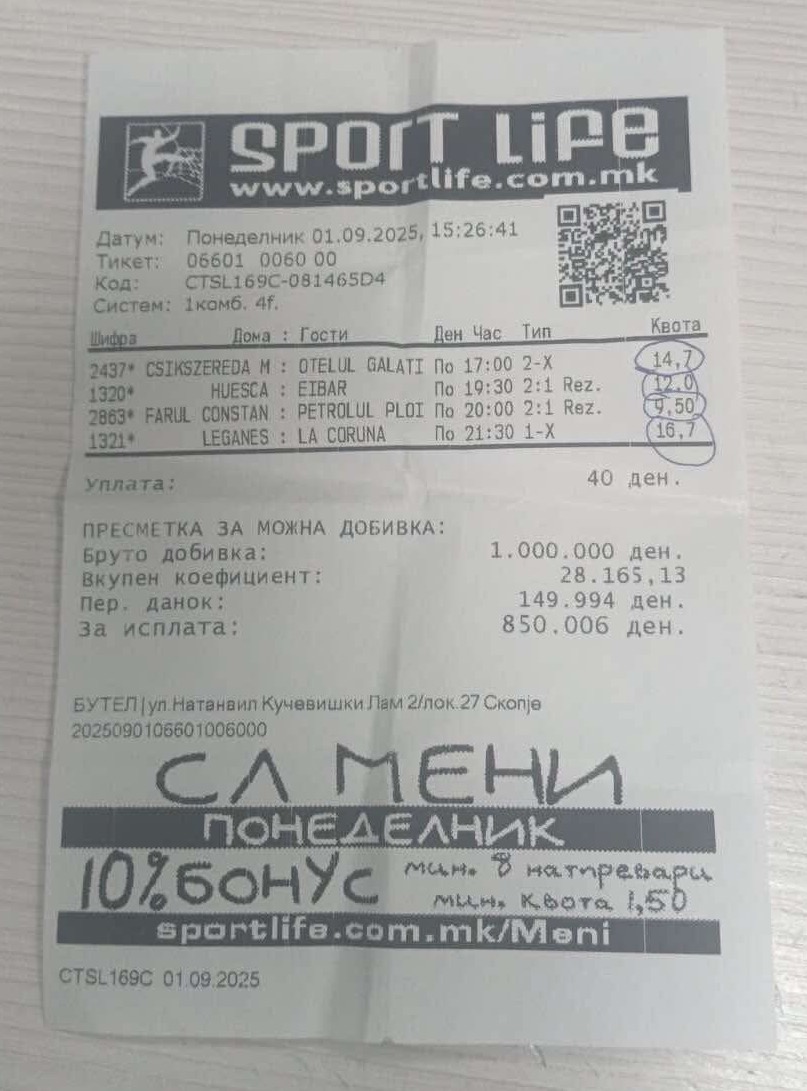 SPORT LIFE
www.sportlife.com.mk
Датум: Понеделник 01.09.2025, 15:26:41
Тикет: 06601 0060 00
Код: CTSL169C-081465D4
Систем: 1комб. 4f.
Шифра Дома : Гости Ден Час Тип Квота
2437* CSIKSZEREDA M : OTELUL GALATI По 17:00 2-X 14,7
1320* HUESCA : EIBAR По 19:30 2:1 Rez. 12.0
2863* FARUL CONSTAN : PETROLUL PLOI По 20:00 2:1 Rez. 9,50
1321* LEGANES : LA CORUNA По 21:30 1-X 16,7
Уплата: 40 ден.
ПРЕСМЕТКА ЗА МОЖНА ДОБИВКА:
Бруто добивка: 1.000.000 ден.
Вкупен коефициент: 28.165,13
Пер. данок: 149.994 ден.
За исплата: 850.006 ден.
БУТЕЛ|ул.Натанвил Кучевишки Лам 2/лок.27 Скопје
2025090106601006000
СЛ МЕНИ
ПОНЕДЕЛНИК
10% БОНУС мин. 8 натпревари
мин. квота 1,50
sportlife.com.mk/Meni
CTSL169C 01.09.2025